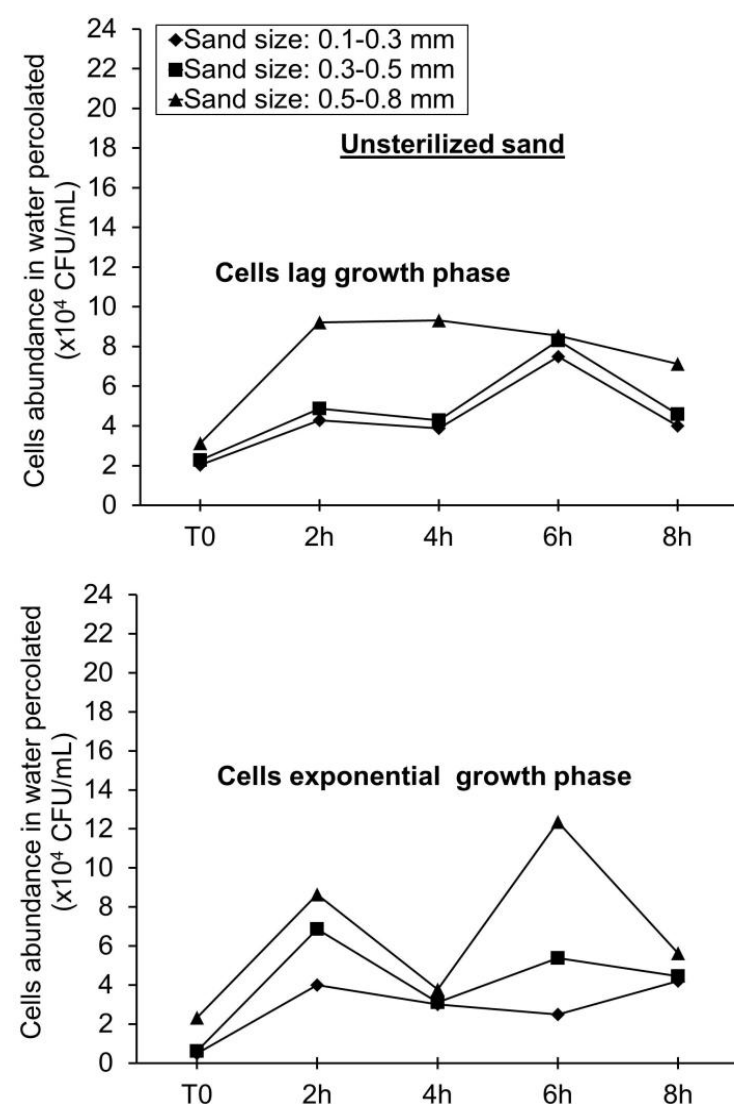 24
22
20
18
16
14
12
10
8
6
4
2
0
Cells abundance in water percolated
(x10⁴ CFU/mL)
Sand size: 0.1-0.3 mm
Sand size: 0.3-0.5 mm
Sand size: 0.5-0.8 mm
Unsterilized sand
Cells lag growth phase
T0 2h 4h 6h 8h
24
22
20
18
16
14
12
10
8
6
4
2
0
Cells abundance in water percolated
(x10⁴ CFU/mL)
Cells exponential growth phase
T0 2h 4h 6h 8h